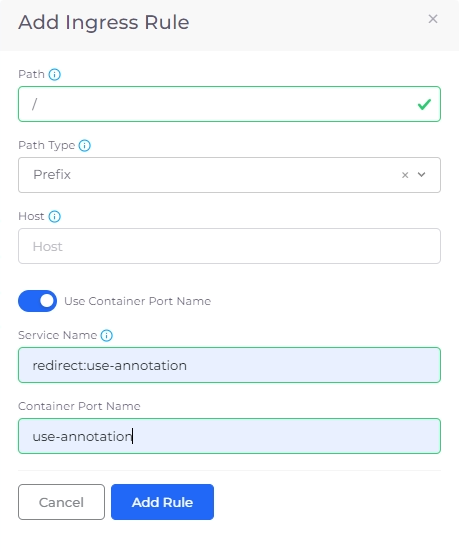 Add Ingress Rule
Path
/
Path Type
Prefix
Host
Host
Use Container Port Name
Service Name
redirect:use-annotation
Container Port Name
use-annotation
Cancel Add Rule